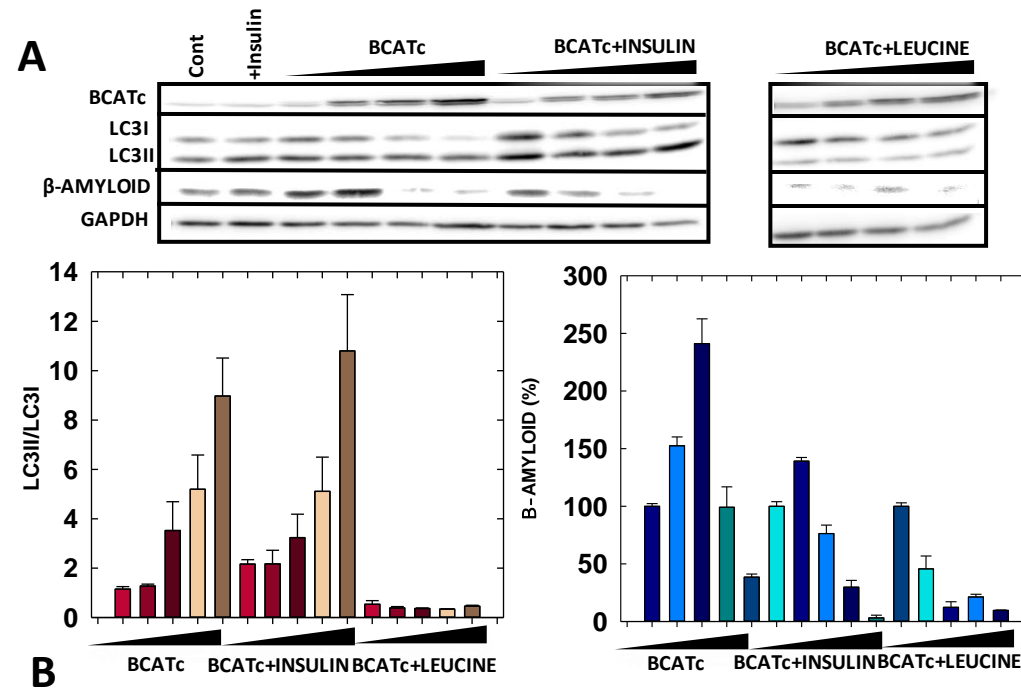 A
Cont
+Insulin
BCATc
BCATc+INSULIN
BCATc+LEUCINE
BCATc
LC3I
LC3II
β-AMYLOID
GAPDH
14
12
10
8
6
4
2
0
LC3II/LC3I
BCATc
BCATc+INSULIN
BCATc+LEUCINE
300
250
200
150
100
50
0
B-AMYLOID (%)
BCATc
BCATc+INSULIN
BCATc+LEUCINE
B